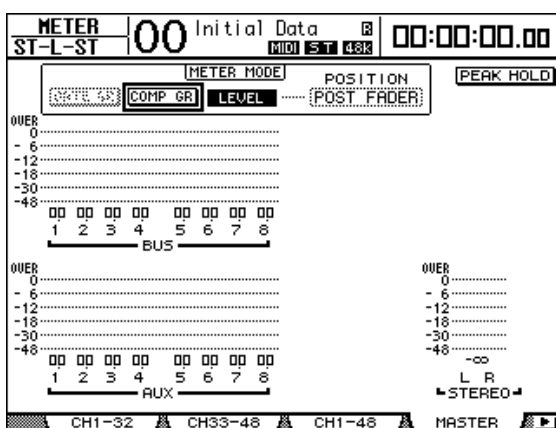 METER
ST-L-ST
00 Initial Data B
MIDI ST 48K
00:00:00.00
METER MODE
POSITION
PEAK HOLD
GATE GR COMP GR LEVEL POST FADER
OVER
0
- 6
-12
-18
-30
-48
00 00 00 00 00 00 00 00
1 2 3 4 5 6 7 8
BUS
OVER
0
- 6
-12
-18
-30
-48
00 00 00 00 00 00 00 00
1 2 3 4 5 6 7 8
AUX
OVER
0
- 6
-12
-18
-30
-48
-∞
L R
STEREO
CH1-32 CH33-48 CH1-48 MASTER